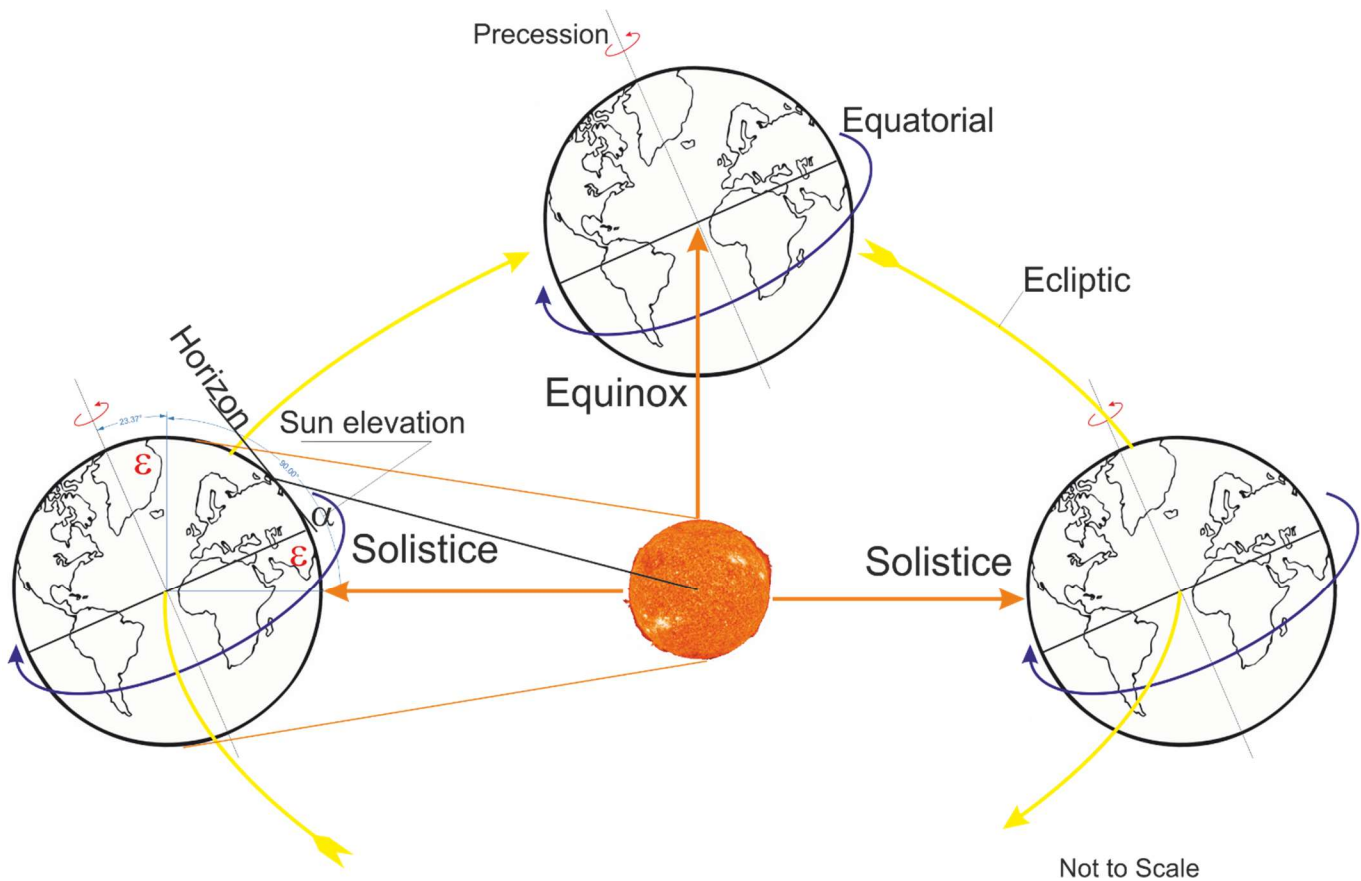 Precession
Equatorial
Ecliptic
Equinox
Horizon
Sun elevation
23.37°
90.00°
ε
α
ε
Solistice
Solistice
Not to Scale